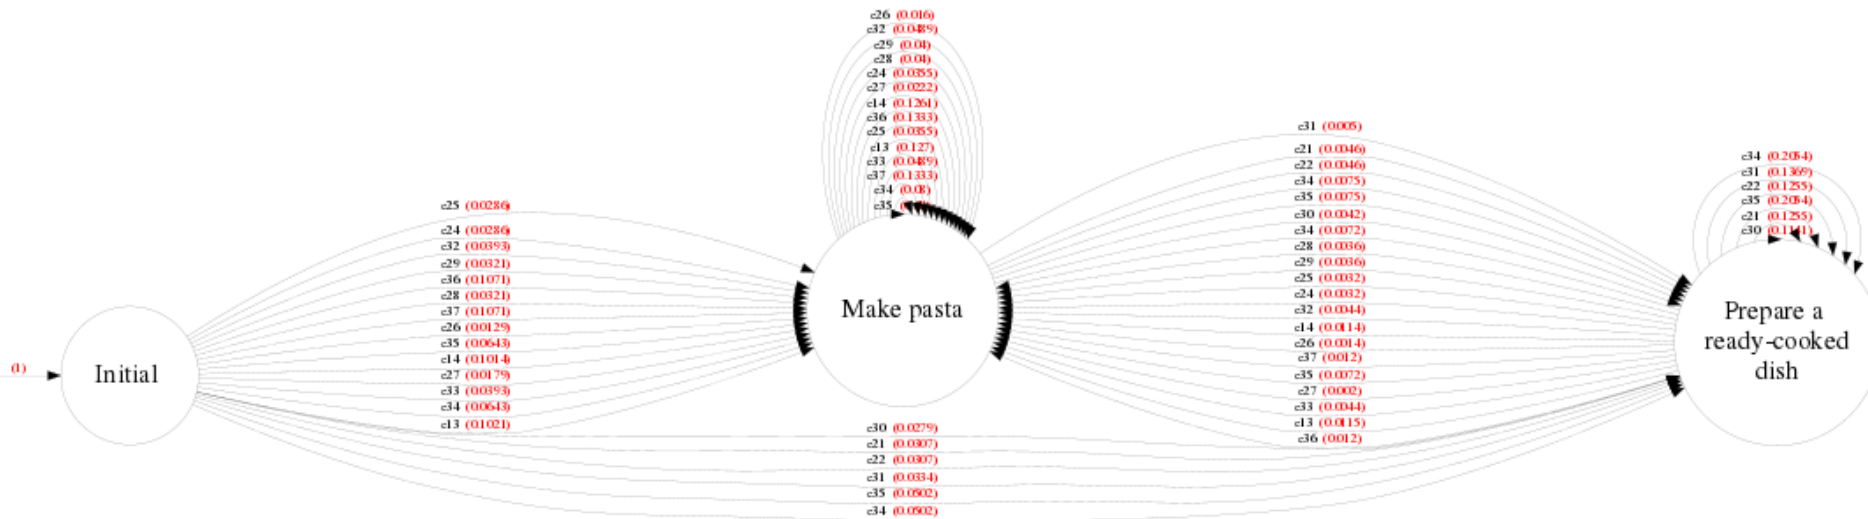 (1)
Initial
c25 (0.0286)
c24 (0.0286)
c32 (0.0393)
c29 (0.0321)
c36 (0.1071)
c28 (0.0321)
c37 (0.1071)
c26 (0.0129)
c35 (0.0643)
c14 (0.1014)
c27 (0.0179)
c33 (0.0393)
c34 (0.0643)
c13 (0.1021)
c26 (0.016)
c32 (0.0489)
c29 (0.04)
c28 (0.04)
c24 (0.0355)
c27 (0.0222)
c14 (0.1261)
c36 (0.1333)
c25 (0.0355)
c13 (0.127)
c33 (0.0489)
c37 (0.1333)
c34 (0.08)
c35
Make pasta
c30 (0.0279)
c21 (0.0307)
c22 (0.0307)
c31 (0.0334)
c35 (0.0502)
c34 (0.0502)
c31 (0.005)
c21 (0.0046)
c22 (0.0046)
c34 (0.0075)
c35 (0.0075)
c30 (0.0042)
c34 (0.0072)
c28 (0.0036)
c29 (0.0036)
c25 (0.0032)
c24 (0.0032)
c32 (0.0044)
c14 (0.0114)
c26 (0.0014)
c37 (0.012)
c35 (0.0072)
c27 (0.002)
c33 (0.0044)
c13 (0.0115)
c36 (0.012)
c34 (0.2054)
c31 (0.1369)
c22 (0.1255)
c35 (0.2054)
c21 (0.1255)
c30 (0.1141)
Prepare a
ready-cooked
dish